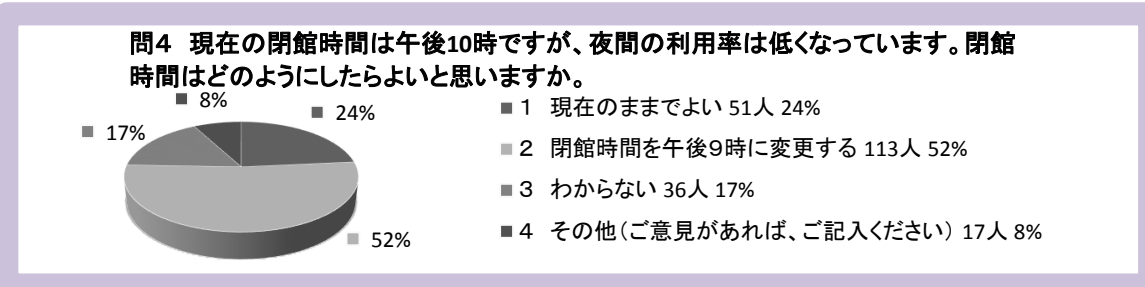 問4 現在の閉館時間は午後10時ですが、夜間の利用率は低くなっています。閉館
時間はどのようにしたらよいと思いますか。
8%
24%
17%
52%
1 現在のままでよい 51人 24%
2 閉館時間を午後9時に変更する 113人 52%
3 わからない 36人 17%
4 その他(ご意見があれば、ご記入ください) 17人 8%